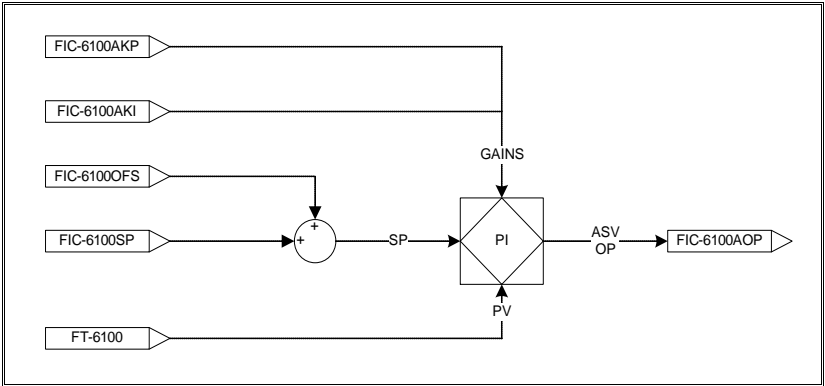 FIC-6100AKP
FIC-6100AKI
GAINS
FIC-6100OFS
+
FIC-6100SP
+
SP
PI
ASV
OP
FIC-6100AOP
PV
FT-6100